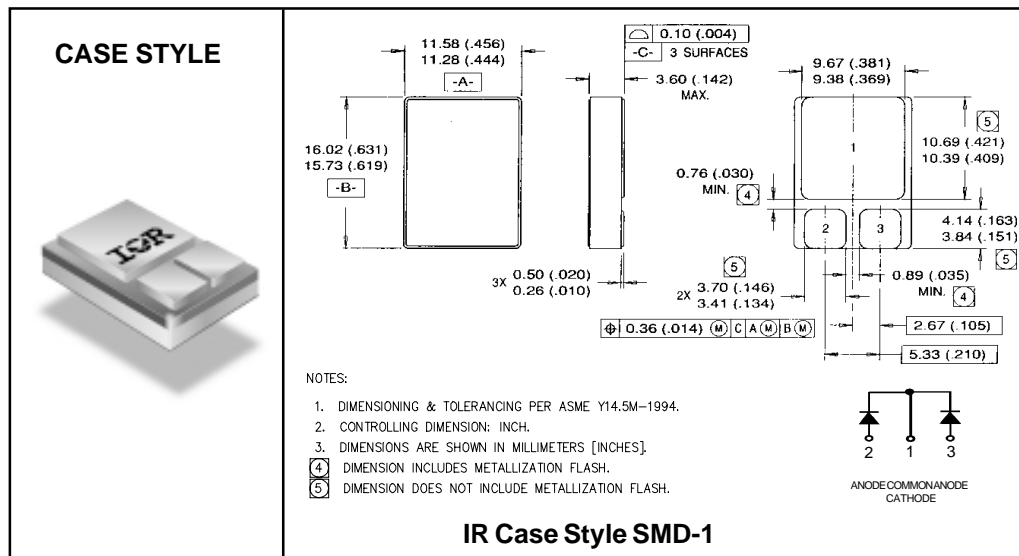 CASE STYLE
IOR
11.58 (.456)
11.28 (.444)
-A-
16.02 (.631)
15.73 (.619)
-B-
0.10 (.004)
-C- 3 SURFACES
3.60 (.142)
MAX.
3X 0.50 (.020)
0.26 (.010)
9.67 (.381)
9.38 (.369)
1
5
10.69 (.421)
10.39 (.409)
0.76 (.030)
MIN. 4
2 3
4.14 (.163)
3.84 (.151)
5
5
2X 3.70 (.146)
3.41 (.134)
0.89 (.035)
MIN. 4
⌖ 0.36 (.014) Ⓜ C A Ⓜ B Ⓜ
2.67 (.105)
5.33 (.210)
NOTES:
1. DIMENSIONING & TOLERANCING PER ASME Y14.5M-1994.
2. CONTROLLING DIMENSION: INCH.
3. DIMENSIONS ARE SHOWN IN MILLIMETERS [INCHES].
4 DIMENSION INCLUDES METALLIZATION FLASH.
5 DIMENSION DOES NOT INCLUDE METALLIZATION FLASH.
2 1 3
ANODE COMMON ANODE
CATHODE
IR Case Style SMD-1